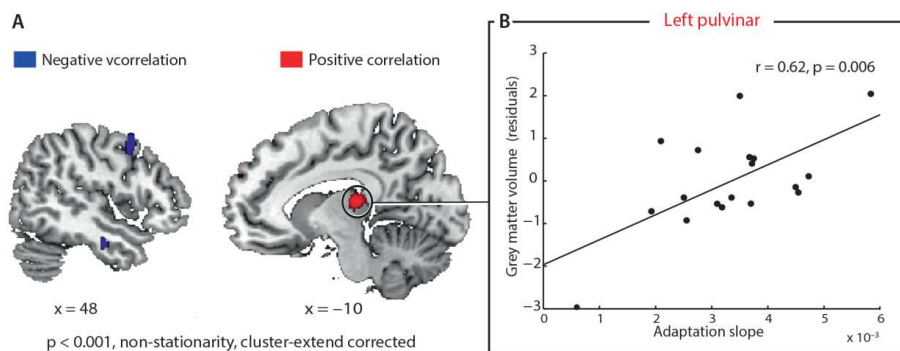 A
Negative vcorrelation
Positive correlation
x = 48
x = −10
p < 0.001, non-stationarity, cluster-extend corrected
B
Left pulvinar
r = 0.62, p = 0.006
Grey matter volume (residuals)
3
2
1
0
−1
−2
−3
0 1 2 3 4 5 6
Adaptation slope
x 10⁻³